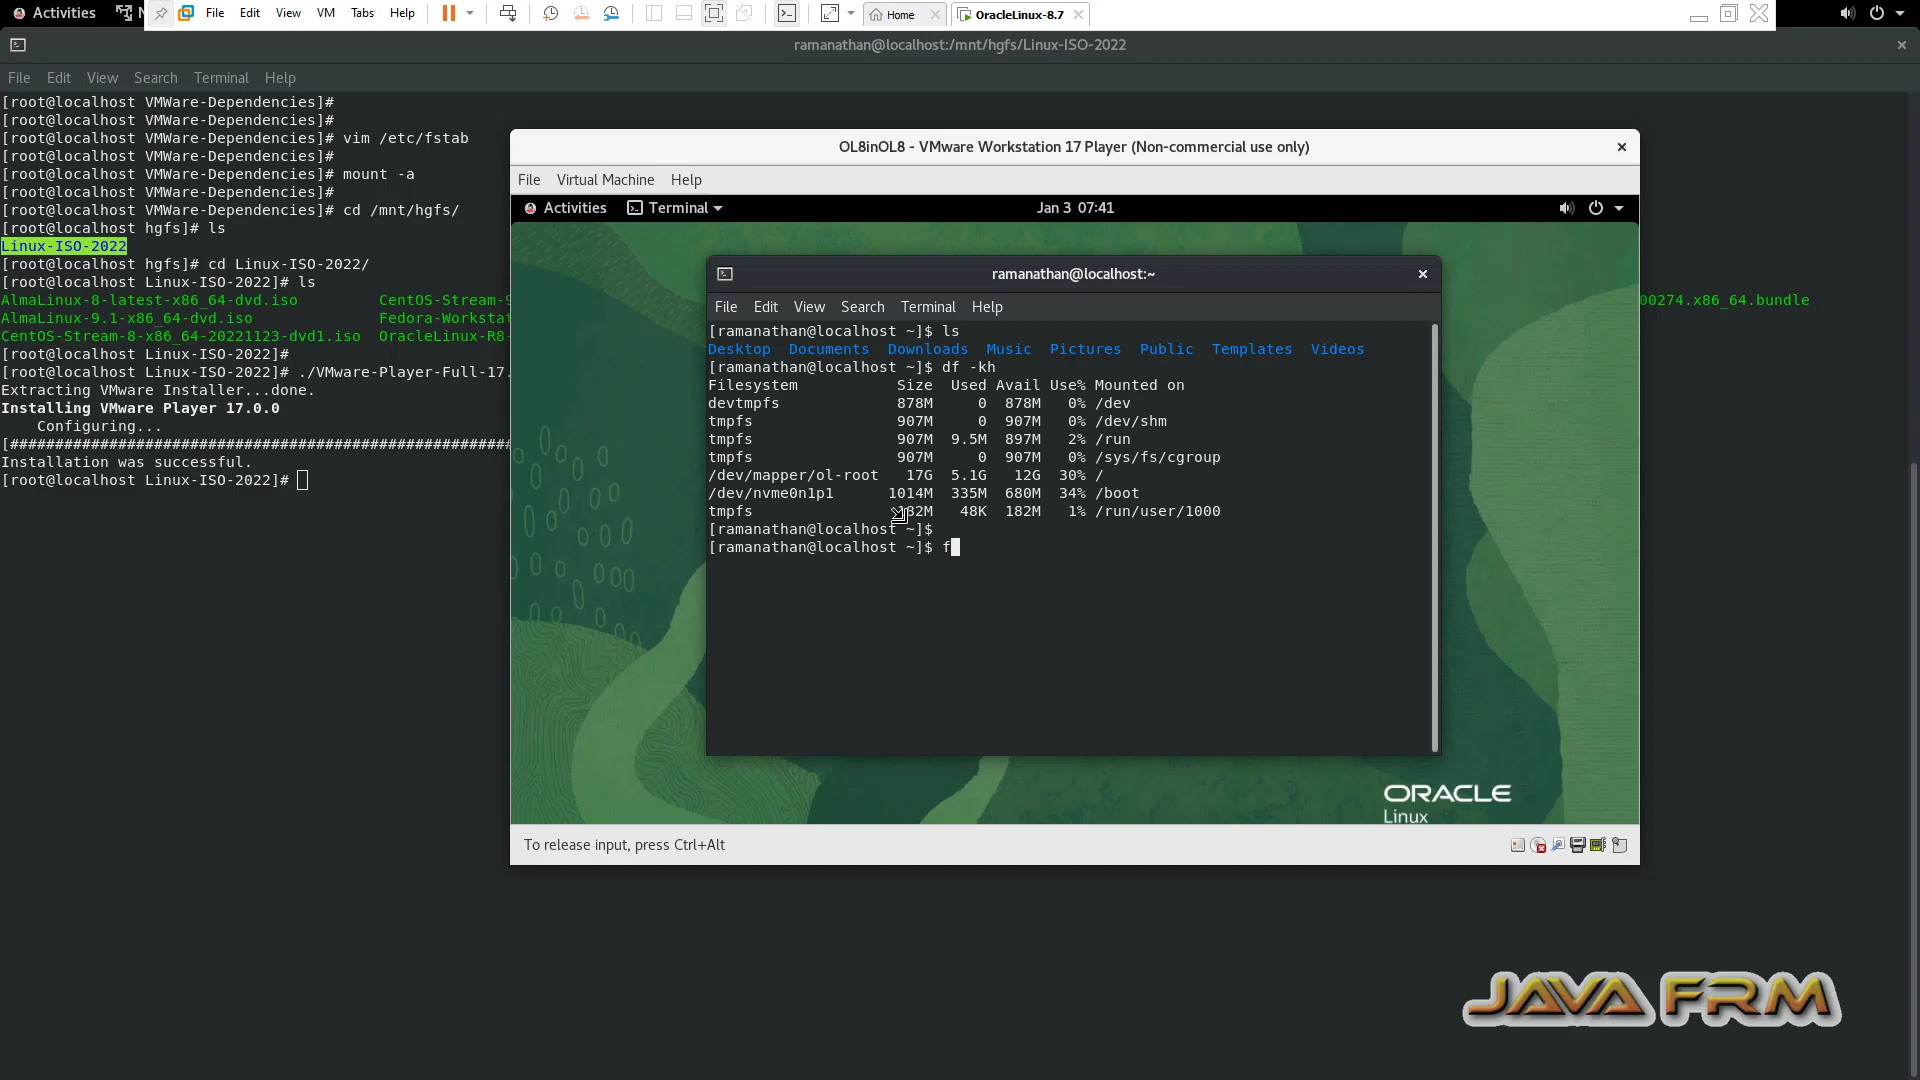 Activities
File Edit View VM Tabs Help
Home
OracleLinux-8.7
ramanathan@localhost:/mnt/hgfs/Linux-ISO-2022
File Edit View Search Terminal Help
[root@localhost VMWare-Dependencies]#
[root@localhost VMWare-Dependencies]#
[root@localhost VMWare-Dependencies]# vim /etc/fstab
[root@localhost VMWare-Dependencies]#
[root@localhost VMWare-Dependencies]# mount -a
[root@localhost VMWare-Dependencies]#
[root@localhost VMWare-Dependencies]# cd /mnt/hgfs/
[root@localhost hgfs]# ls
Linux-ISO-2022
[root@localhost hgfs]# cd Linux-ISO-2022/
[root@localhost Linux-ISO-2022]# ls
AlmaLinux-8-latest-x86_64-dvd.iso CentOS-Stream-9 00274.x86_64.bundle
AlmaLinux-9.1-x86_64-dvd.iso Fedora-Workstat
CentOS-Stream-8-x86_64-20221123-dvd1.iso OracleLinux-R8-
[root@localhost Linux-ISO-2022]#
[root@localhost Linux-ISO-2022]# ./VMware-Player-Full-17.
Extracting VMware Installer...done.
Installing VMware Player 17.0.0
Configuring...
[########################################################
Installation was successful.
[root@localhost Linux-ISO-2022]#
OL8inOL8 - VMware Workstation 17 Player (Non-commercial use only)
File Virtual Machine Help
Activities Terminal Jan 3 07:41
ramanathan@localhost:~
File Edit View Search Terminal Help
[ramanathan@localhost ~]$ ls
Desktop Documents Downloads Music Pictures Public Templates Videos
[ramanathan@localhost ~]$ df -kh
Filesystem Size Used Avail Use% Mounted on
devtmpfs 878M 0 878M 0% /dev
tmpfs 907M 0 907M 0% /dev/shm
tmpfs 907M 9.5M 897M 2% /run
tmpfs 907M 0 907M 0% /sys/fs/cgroup
/dev/mapper/ol-root 17G 5.1G 12G 30% /
/dev/nvme0n1p1 1014M 335M 680M 34% /boot
tmpfs 182M 48K 182M 1% /run/user/1000
[ramanathan@localhost ~]$
[ramanathan@localhost ~]$ f
ORACLE
Linux
To release input, press Ctrl+Alt
JAVA FRM